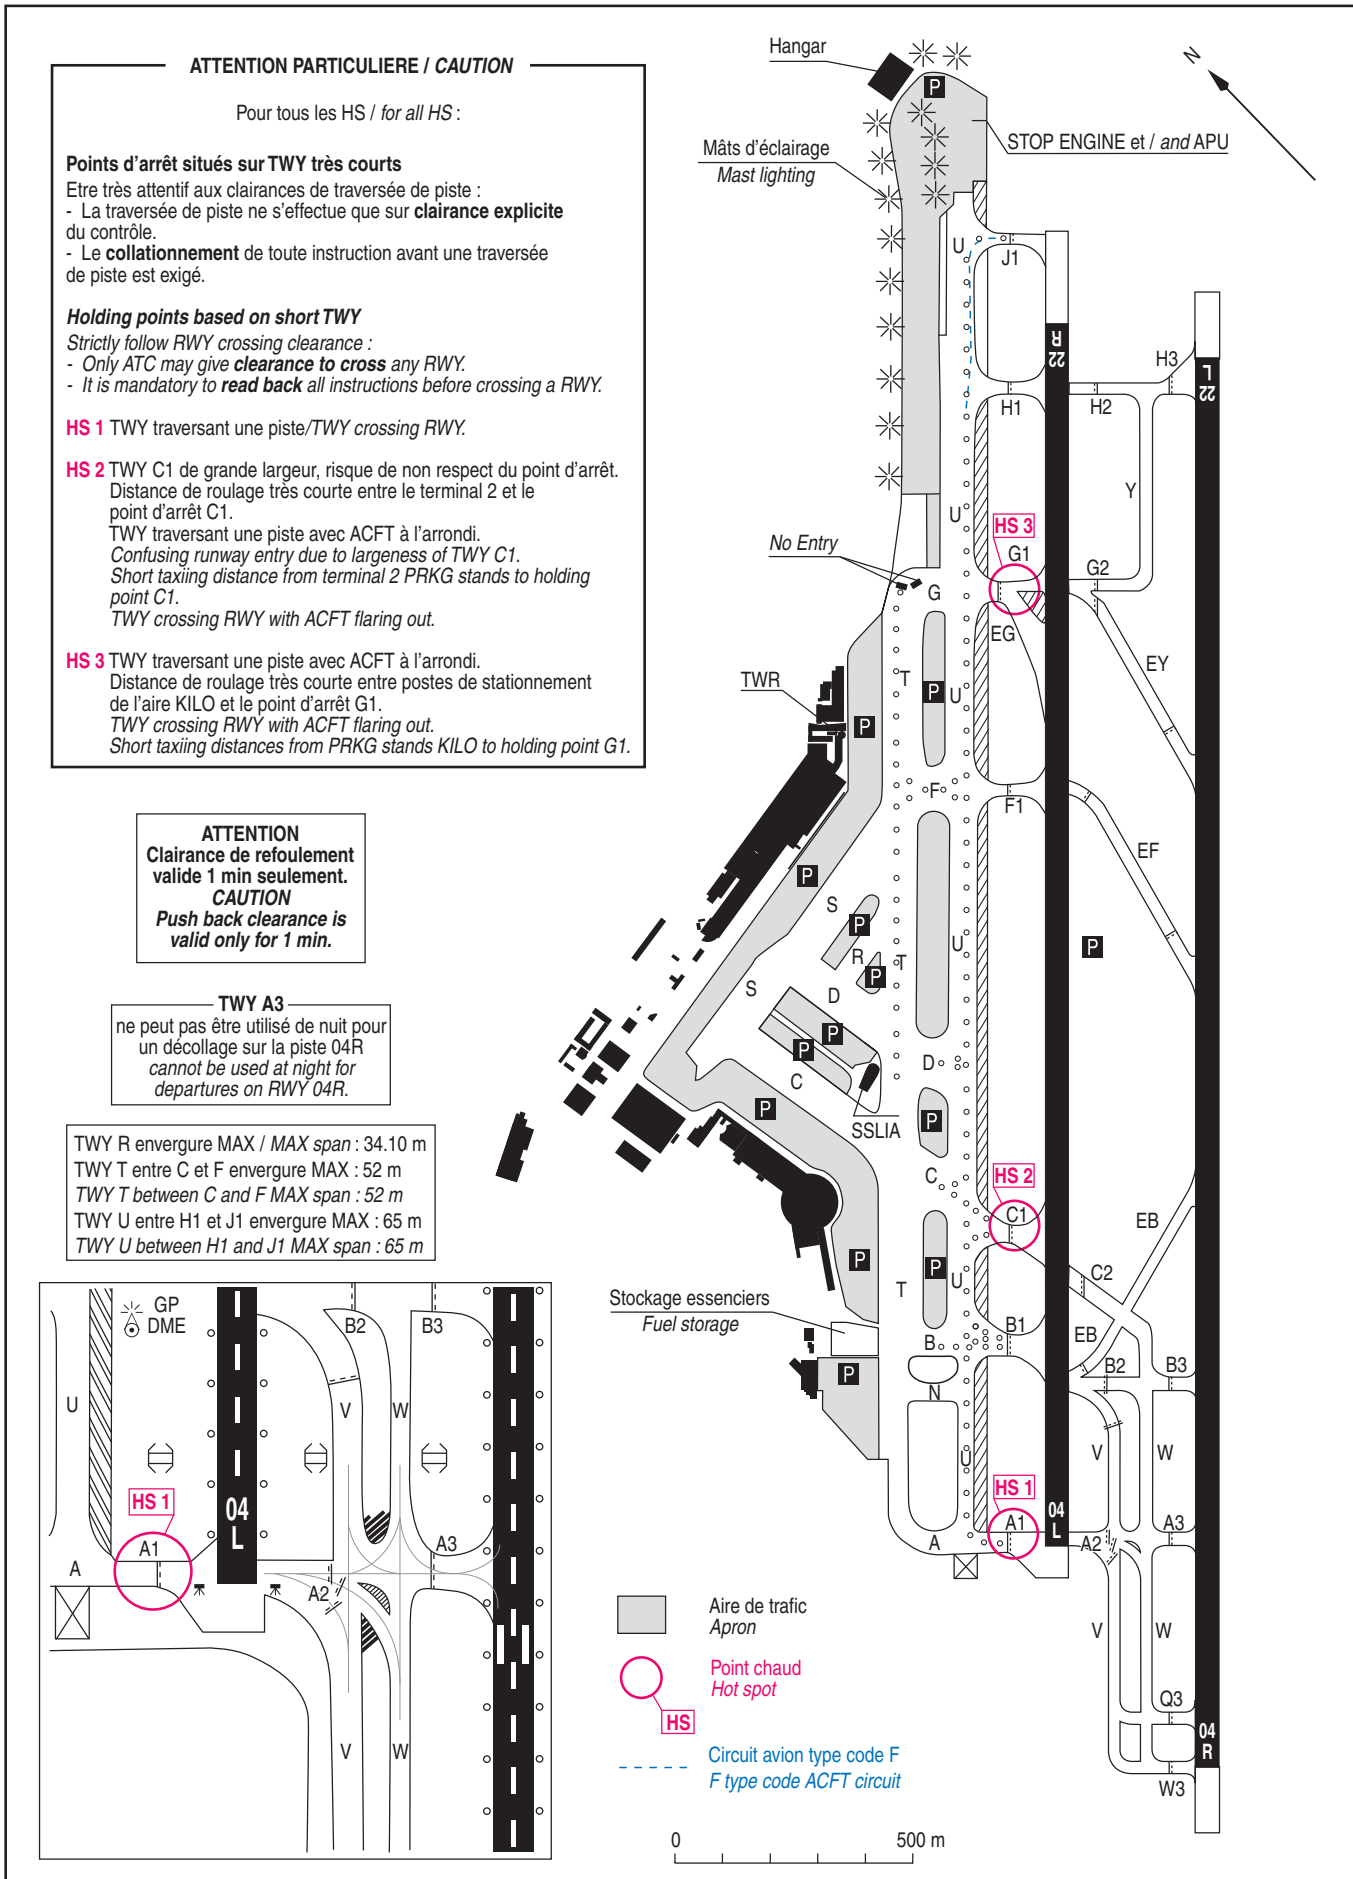 ATTENTION PARTICULIERE / CAUTION
Pour tous les HS / for all HS :
Points d'arrêt situés sur TWY très courts
Etre très attentif aux clairances de traversée de piste :
- La traversée de piste ne s'effectue que sur clairance explicite
du contrôle.
- Le collationnement de toute instruction avant une traversée
de piste est exigé.
Holding points based on short TWY
Strictly follow RWY crossing clearance :
- Only ATC may give clearance to cross any RWY.
- It is mandatory to read back all instructions before crossing a RWY.
HS 1 TWY traversant une piste/TWY crossing RWY.
HS 2 TWY C1 de grande largeur, risque de non respect du point d'arrêt.
Distance de roulage très courte entre le terminal 2 et le
point d'arrêt C1.
TWY traversant une piste avec ACFT à l'arrondi.
Confusing runway entry due to largeness of TWY C1.
Short taxiing distance from terminal 2 PRKG stands to holding
point C1.
TWY crossing RWY with ACFT flaring out.
HS 3 TWY traversant une piste avec ACFT à l'arrondi.
Distance de roulage très courte entre postes de stationnement
de l'aire KILO et le point d'arrêt G1.
TWY crossing RWY with ACFT flaring out.
Short taxiing distances from PRKG stands KILO to holding point G1.
ATTENTION
Clairance de refoulement
valide 1 min seulement.
CAUTION
Push back clearance is
valid only for 1 min.
TWY A3
ne peut pas être utilisé de nuit pour
un décollage sur la piste 04R
cannot be used at night for
departures on RWY 04R.
TWY R envergure MAX / MAX span : 34.10 m
TWY T entre C et F envergure MAX : 52 m
TWY T between C and F MAX span : 52 m
TWY U entre H1 et J1 envergure MAX : 65 m
TWY U between H1 and J1 MAX span : 65 m
GP
DME
B2
B3
U
V
W
HS 1
04
L
A1
A
A2
A3
V
W
Hangar
N
P
STOP ENGINE et / and APU
Mâts d'éclairage
Mast lighting
U
J1
22
R
22
L
H3
H1
H2
Y
U
HS 3
No Entry
G1
G2
G
EG
EY
TWR
T
P
U
P
F
F1
EF
P
S
P
R
T
U
P
P
S
D
P
P
D
C
P
P
SSLIA
C
HS 2
C1
EB
C2
P
T
P
U
Stockage essenciers
Fuel storage
B1
EB
B
B2
B3
P
N
U
V
W
HS 1
04
L
A
A1
A2
A3
V
W
Q3
04
R
W3
Aire de trafic
Apron
Point chaud
Hot spot
HS
Circuit avion type code F
F type code ACFT circuit
0
500 m